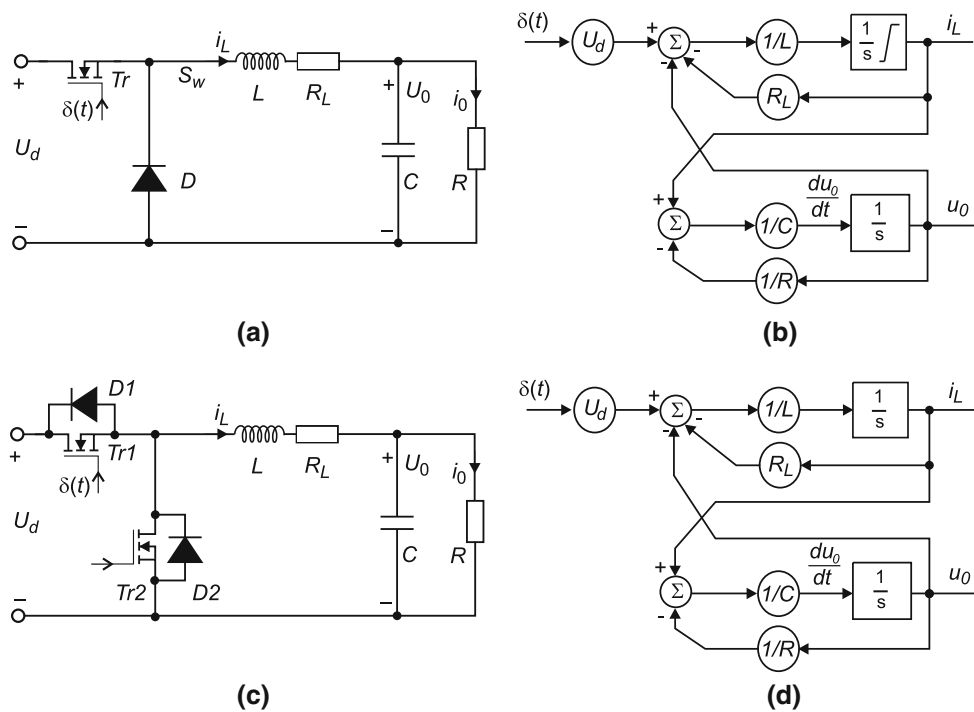 i_L
U_0
+
Tr
S_w
L
R_L
+
i_0
δ(t)
U_d
D
C
R
−
−
(a)
δ(t)
U_d
+
Σ
-
-
1/L
1/s
i_L
R_L
+
Σ
-
1/C
du_0/dt
1/s
u_0
1/R
(b)
D1
i_L
+
Tr1
L
R_L
+
U_0
i_0
δ(t)
U_d
C
R
Tr2
D2
−
−
(c)
δ(t)
U_d
+
Σ
-
-
1/L
1/s
i_L
R_L
+
Σ
-
1/C
du_0/dt
1/s
u_0
1/R
(d)